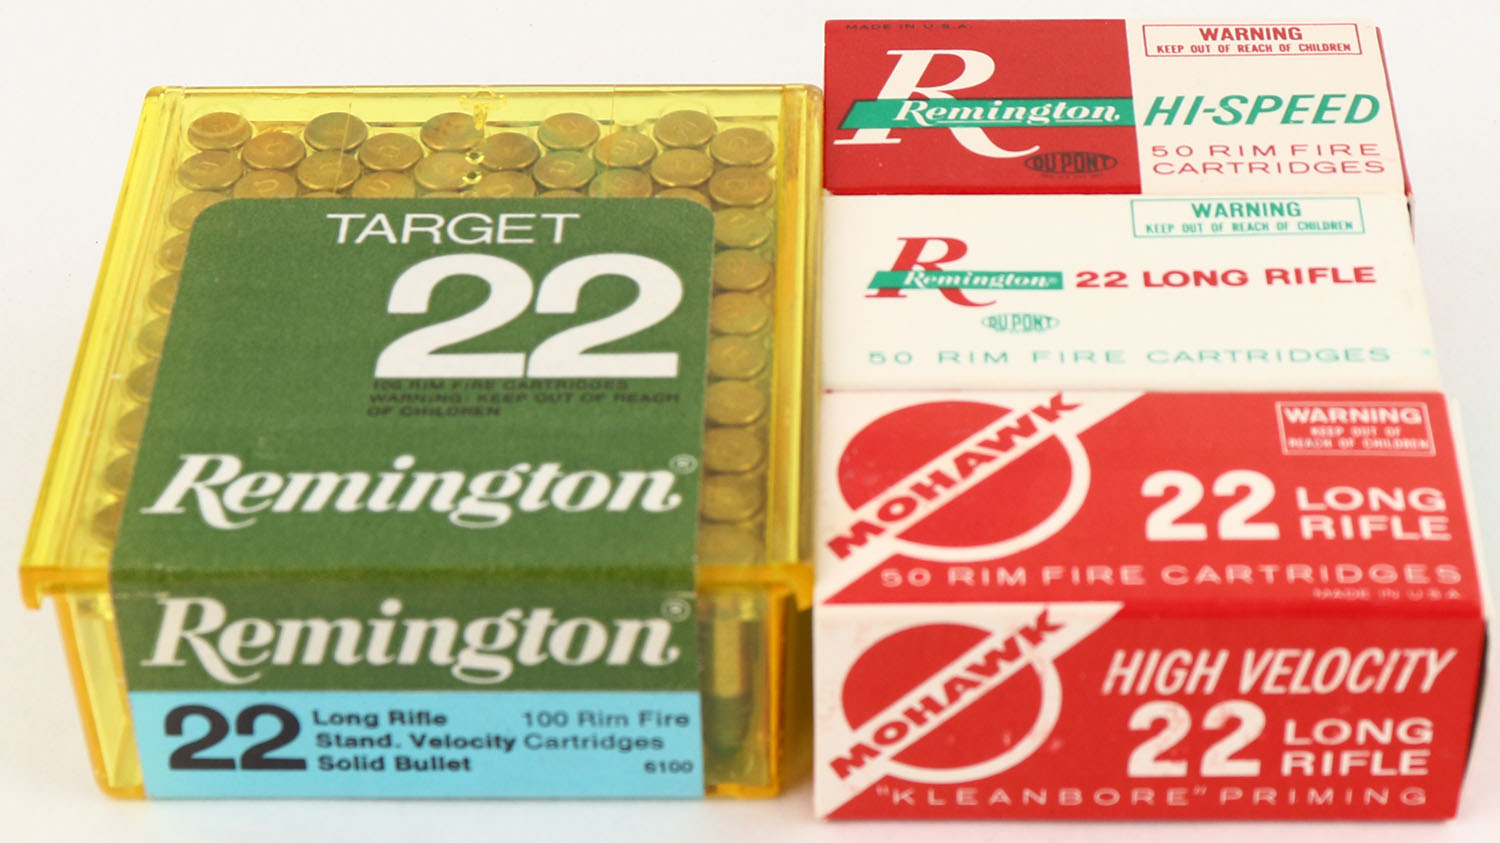 TARGET
22
100 RIM FIRE CARTRIDGES
WARNING: KEEP OUT OF REACH
OF CHILDREN
Remington®
Remington®
22 Long Rifle 100 Rim Fire
Stand. Velocity Cartridges
Solid Bullet 6100
MADE IN U.S.A.
R
Remington
DU PONT
WARNING
KEEP OUT OF REACH OF CHILDREN
HI-SPEED
50 RIM FIRE
CARTRIDGES
WARNING
KEEP OUT OF REACH OF CHILDREN
R
Remington® 22 LONG RIFLE
DU PONT
50 RIM FIRE CARTRIDGES
MOHAWK
WARNING
KEEP OUT OF
REACH OF CHILDREN
22 LONG
RIFLE
50 RIM FIRE CARTRIDGES
MADE IN U.S.A.
MOHAWK
HIGH VELOCITY
22 LONG
RIFLE
"KLEANBORE" PRIMING